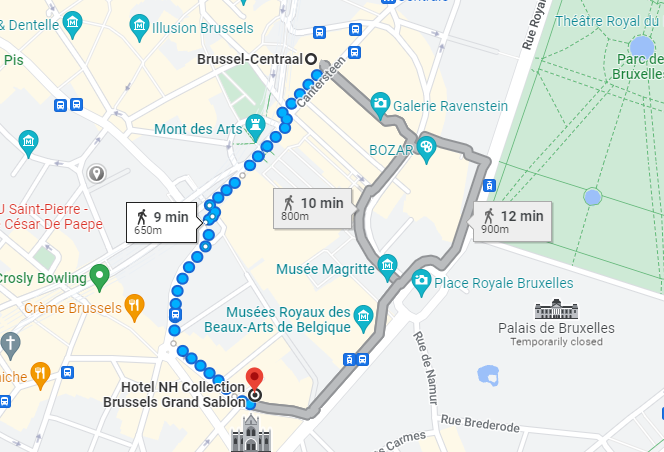 Centrale
Théâtre Royal du
& Dentelle
Illusion Brussels
Rue Royal
Pis
Brussel-Centraal
Parc de
Bruxelles
Cantersteen
Galerie Ravenstein
Mont des Arts
BOZAR
U Saint-Pierre -
César De Paepe
9 min
650m
10 min
800m
12 min
900m
Musée Magritte
Crosly Bowling
Place Royale Bruxelles
Crème Brussels
Musées Royaux des
Beaux-Arts de Belgique
Palais de Bruxelles
Temporarily closed
niche
Rue de Namur
Hotel NH Collection
Brussels Grand Sablon
Rue Brederode
Carmes